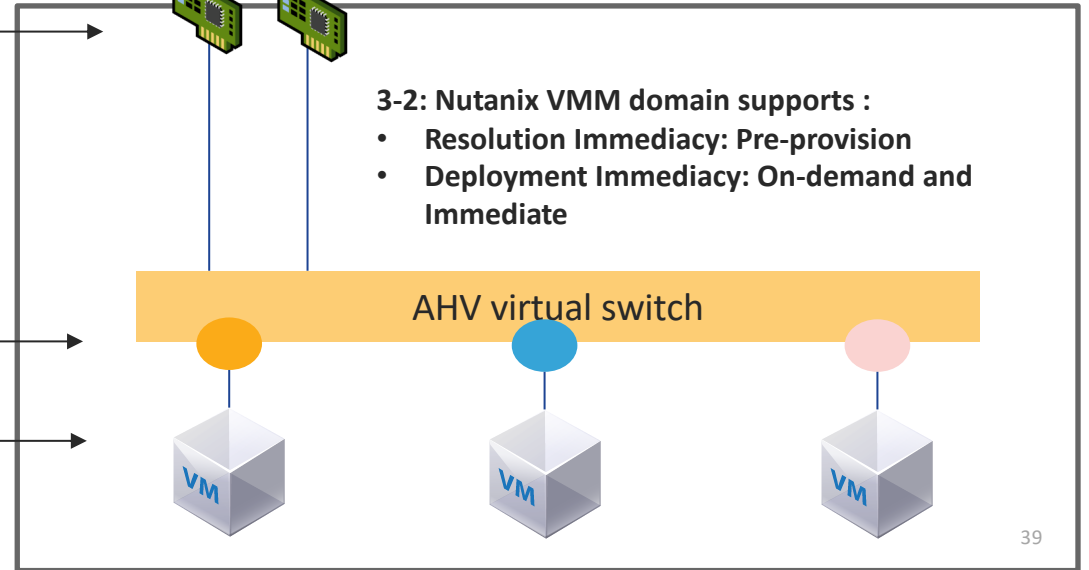 3-2: Nutanix VMM domain supports :
• Resolution Immediacy: Pre-provision
• Deployment Immediacy: On-demand and
Immediate
AHV virtual switch
VM
VM
VM
39